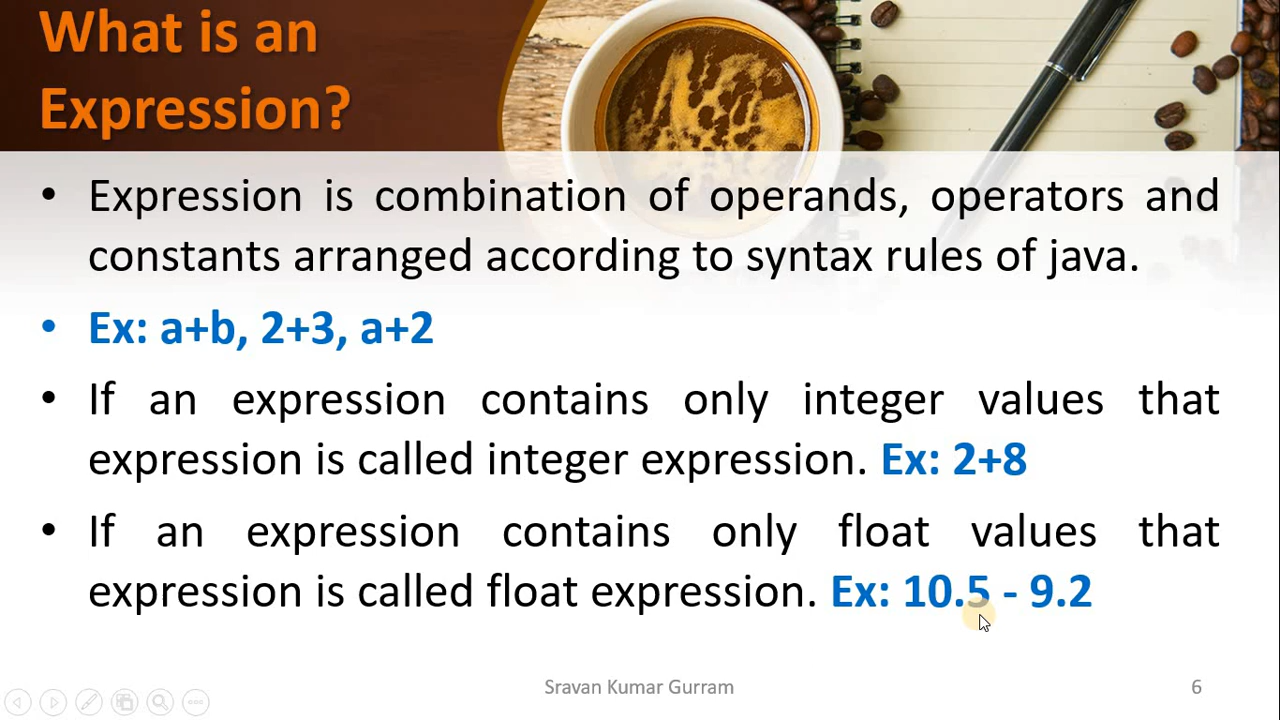 What is an
Expression?
• Expression is combination of operands, operators and
constants arranged according to syntax rules of java.
• Ex: a+b, 2+3, a+2
• If an expression contains only integer values that
expression is called integer expression. Ex: 2+8
• If an expression contains only float values that
expression is called float expression. Ex: 10.5 - 9.2
Sravan Kumar Gurram
6